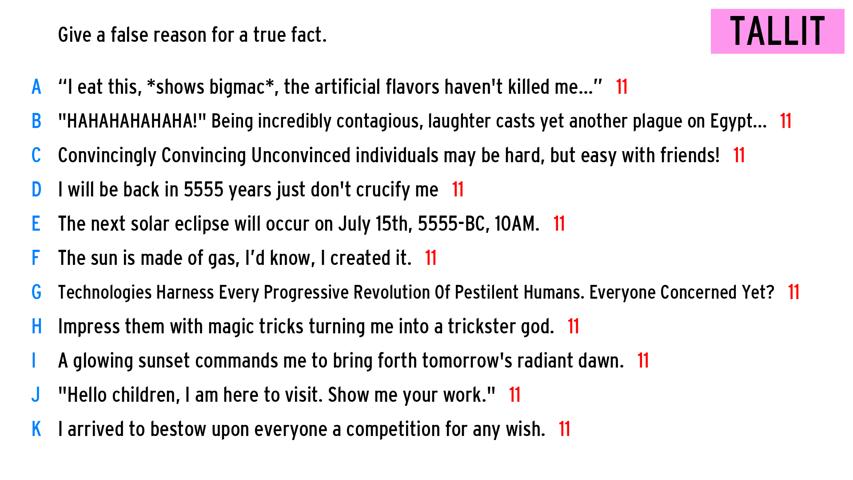 Give a false reason for a true fact.
TALLIT
A “I eat this, *shows bigmac*, the artificial flavors haven't killed me...” 11
B "HAHAHAHAHAHA!" Being incredibly contagious, laughter casts yet another plague on Egypt... 11
C Convincingly Convincing Unconvinced individuals may be hard, but easy with friends! 11
D I will be back in 5555 years just don't crucify me 11
E The next solar eclipse will occur on July 15th, 5555-BC, 10AM. 11
F The sun is made of gas, I’d know, I created it. 11
G Technologies Harness Every Progressive Revolution Of Pestilent Humans. Everyone Concerned Yet? 11
H Impress them with magic tricks turning me into a trickster god. 11
I A glowing sunset commands me to bring forth tomorrow's radiant dawn. 11
J "Hello children, I am here to visit. Show me your work." 11
K I arrived to bestow upon everyone a competition for any wish. 11